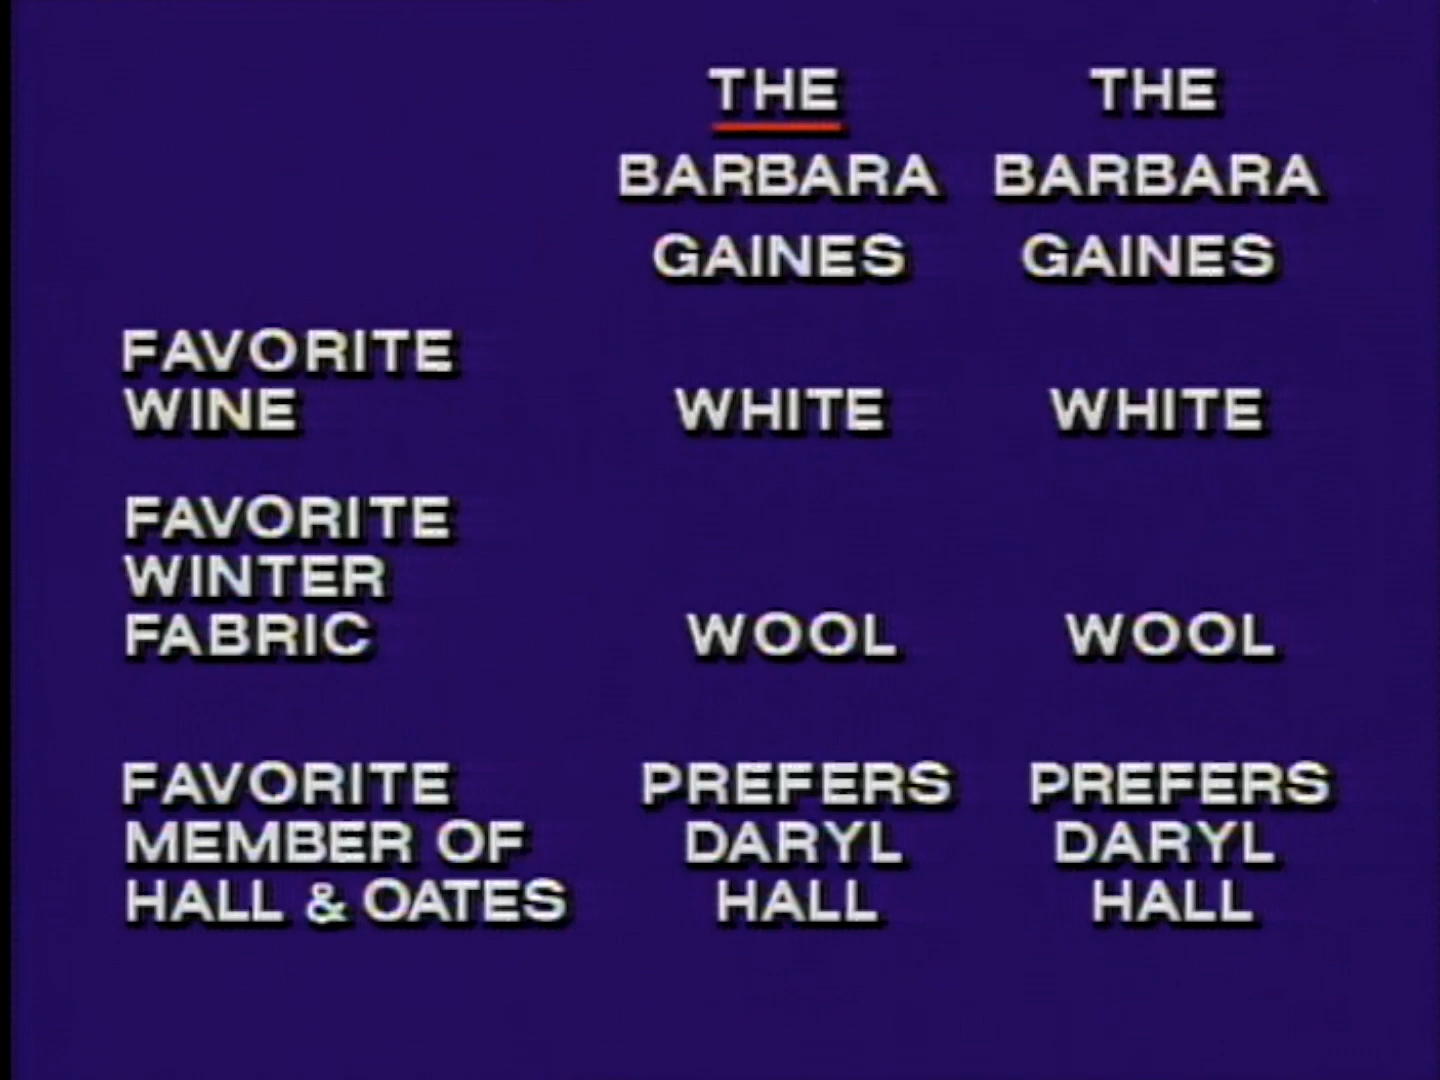 THE THE
BARBARA BARBARA
GAINES GAINES
FAVORITE
WINE WHITE WHITE
FAVORITE
WINTER
FABRIC WOOL WOOL
FAVORITE PREFERS PREFERS
MEMBER OF DARYL DARYL
HALL & OATES HALL HALL